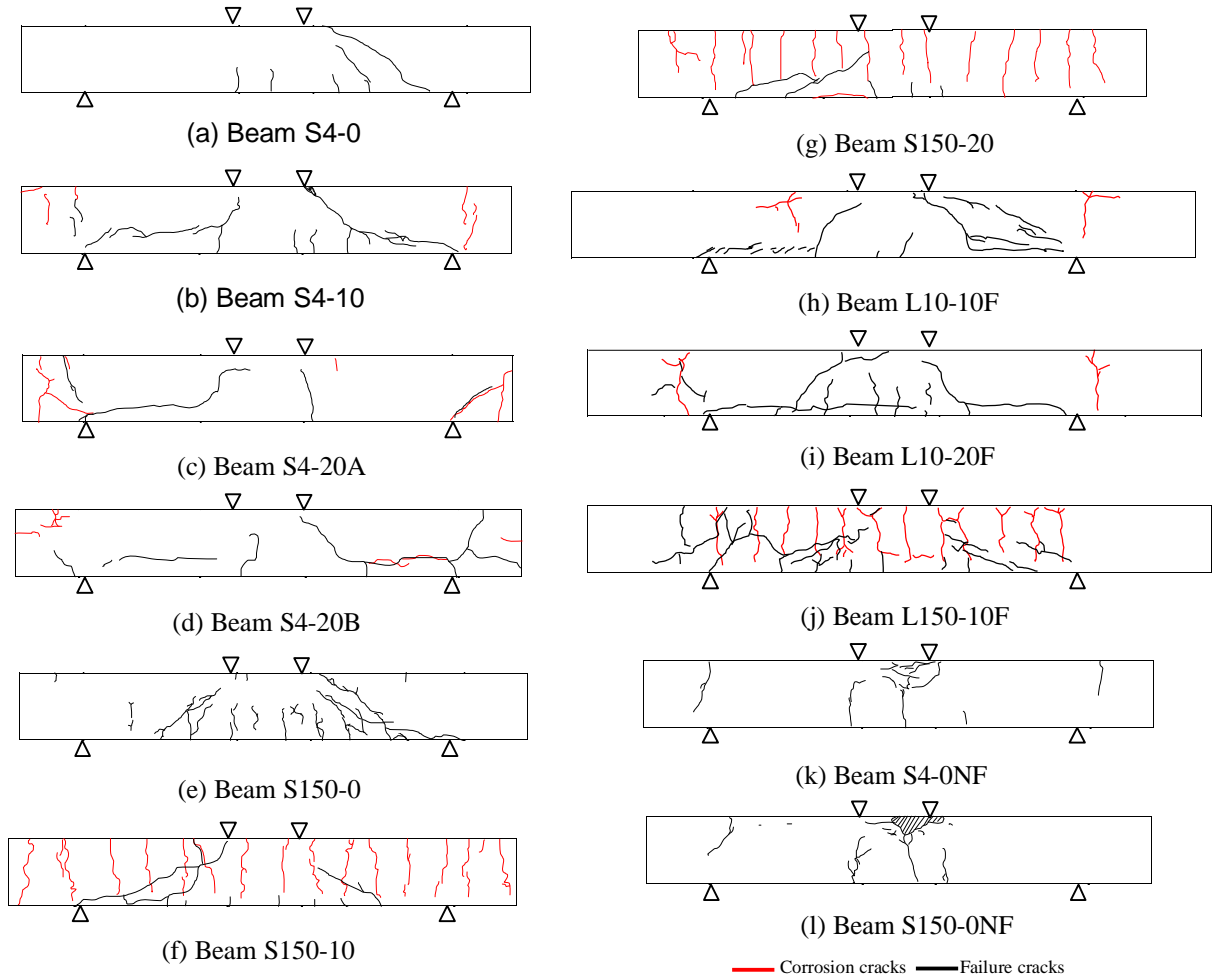 (a) Beam S4-0
(b) Beam S4-10
(c) Beam S4-20A
(d) Beam S4-20B
(e) Beam S150-0
(f) Beam S150-10
(g) Beam S150-20
(h) Beam L10-10F
(i) Beam L10-20F
(j) Beam L150-10F
(k) Beam S4-0NF
(l) Beam S150-0NF
Corrosion cracks Failure cracks